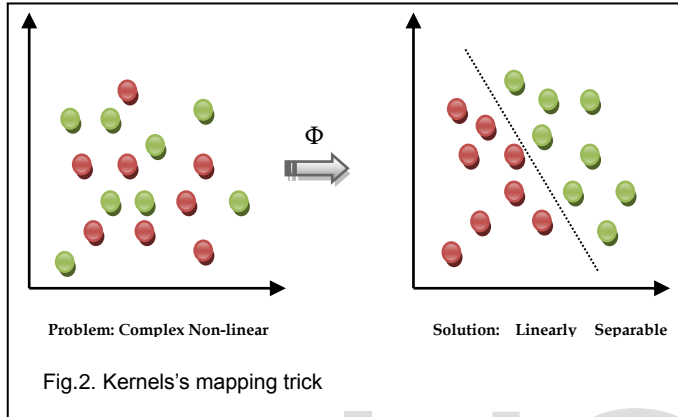 Φ
Problem: Complex Non-linear
Solution: Linearly Separable
Fig.2. Kernels's mapping trick